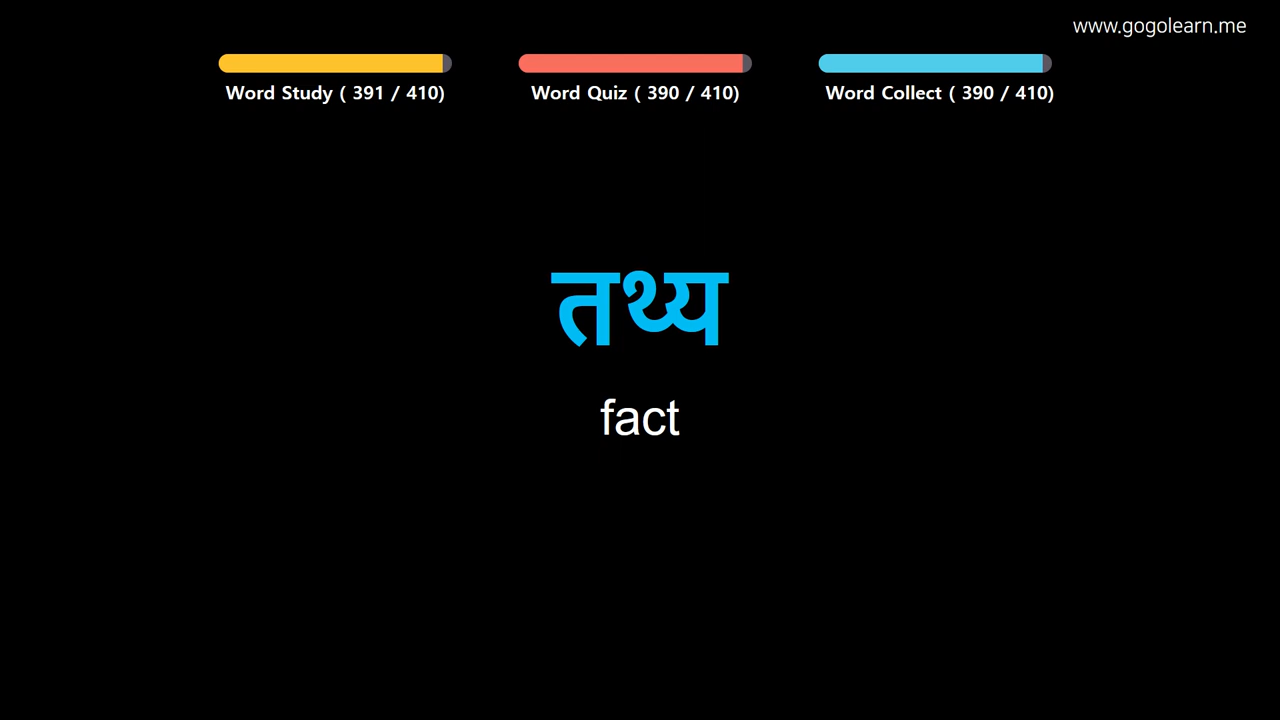 www.gogolearn.me
Word Study ( 391 / 410)
Word Quiz ( 390 / 410)
Word Collect ( 390 / 410)
तथ्य
fact